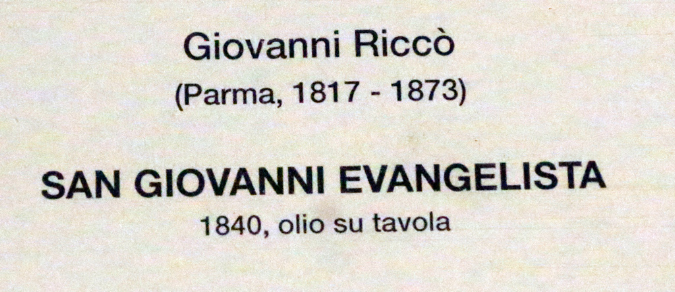 Giovanni Riccò
(Parma, 1817 - 1873)
SAN GIOVANNI EVANGELISTA
1840, olio su tavola